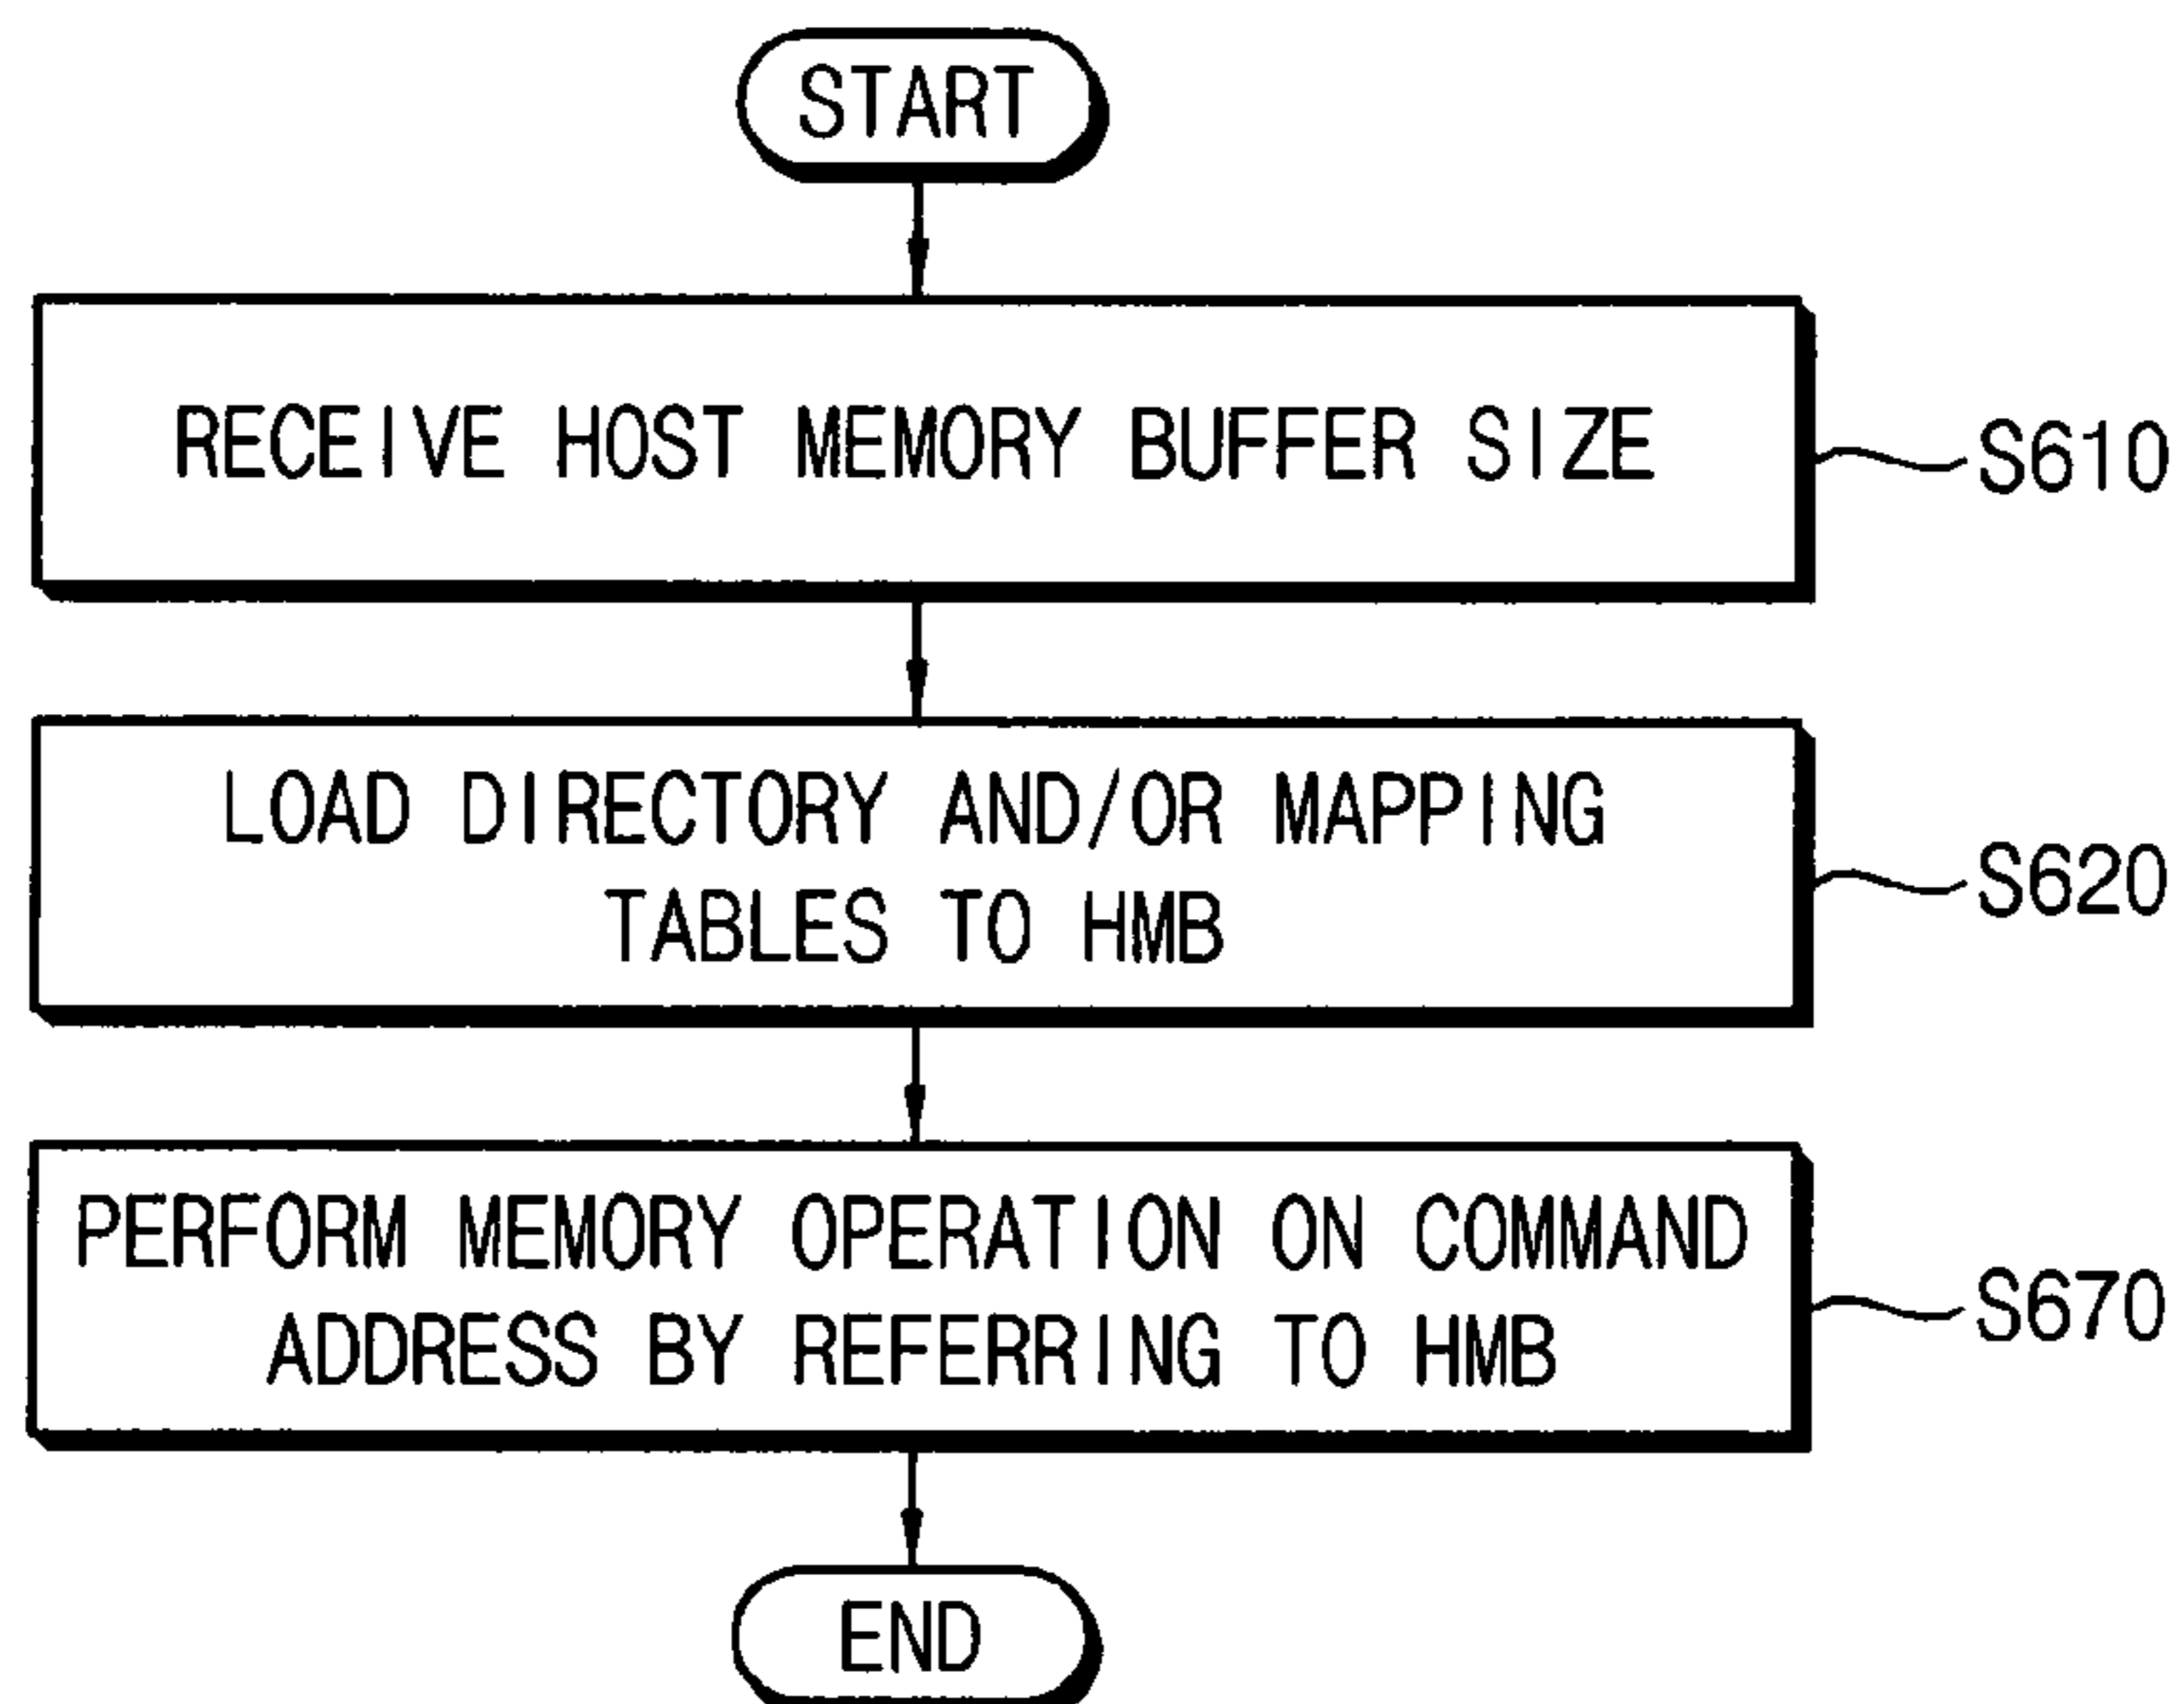 START
RECEIVE HOST MEMORY BUFFER SIZE
S610
LOAD DIRECTORY AND/OR MAPPING
TABLES TO HMB
S620
PERFORM MEMORY OPERATION ON COMMAND
ADDRESS BY REFERRING TO HMB
S670
END